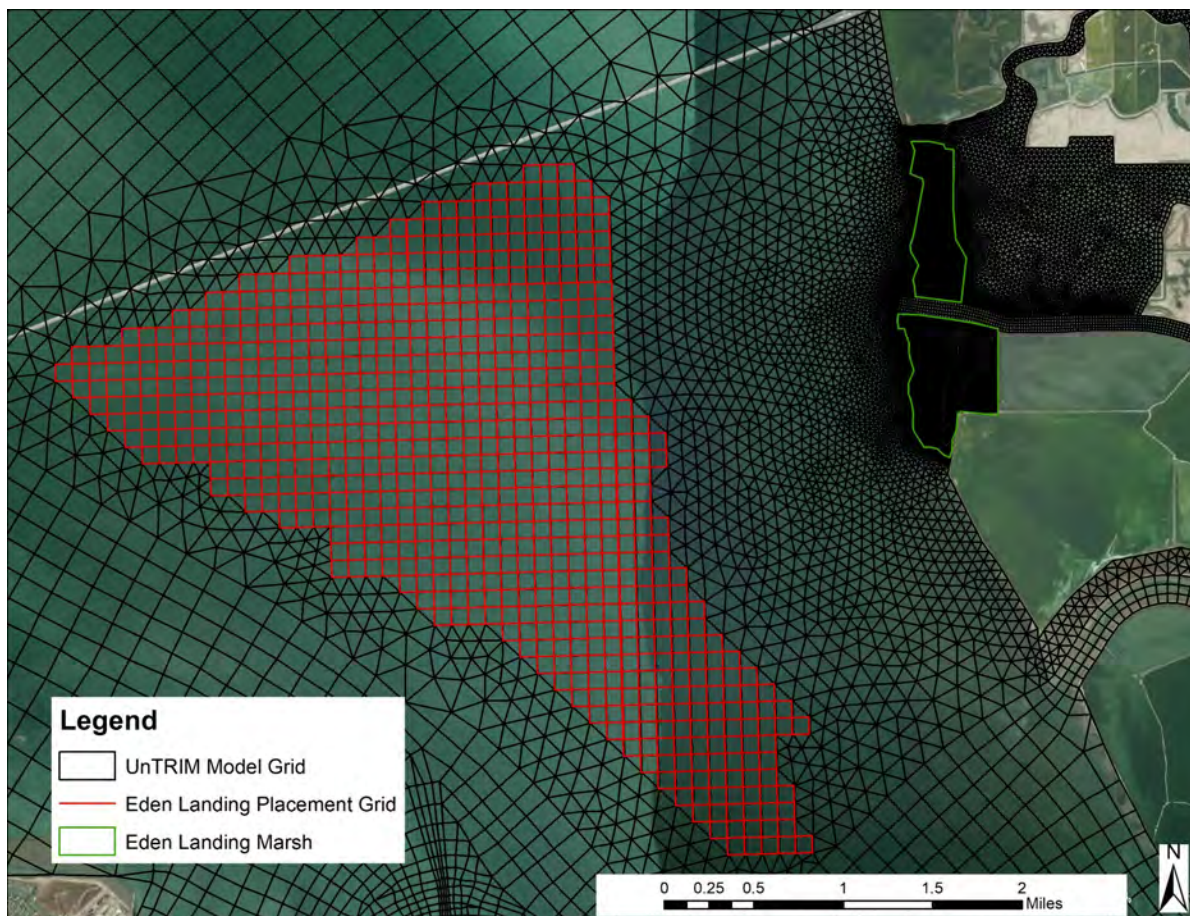 Legend
UnTRIM Model Grid
Eden Landing Placement Grid
Eden Landing Marsh
N
0 0.25 0.5 1 1.5 2
Miles